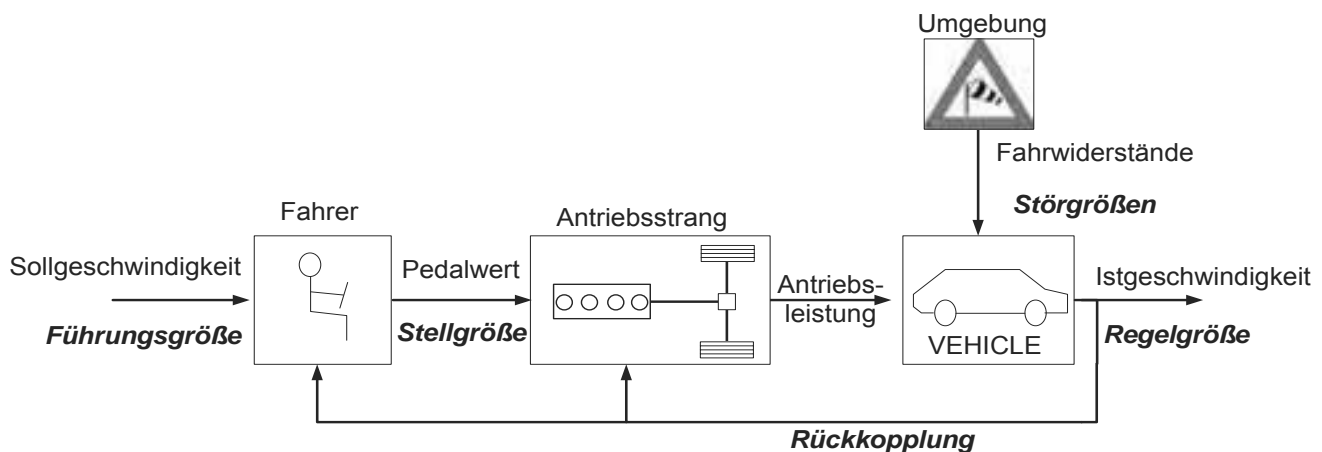 Umgebung
Fahrwiderstände
Störgrößen
Fahrer
Antriebsstrang
Sollgeschwindigkeit
Führungsgröße
Pedalwert
Stellgröße
Antriebs-
leistung
VEHICLE
Istgeschwindigkeit
Regelgröße
Rückkopplung